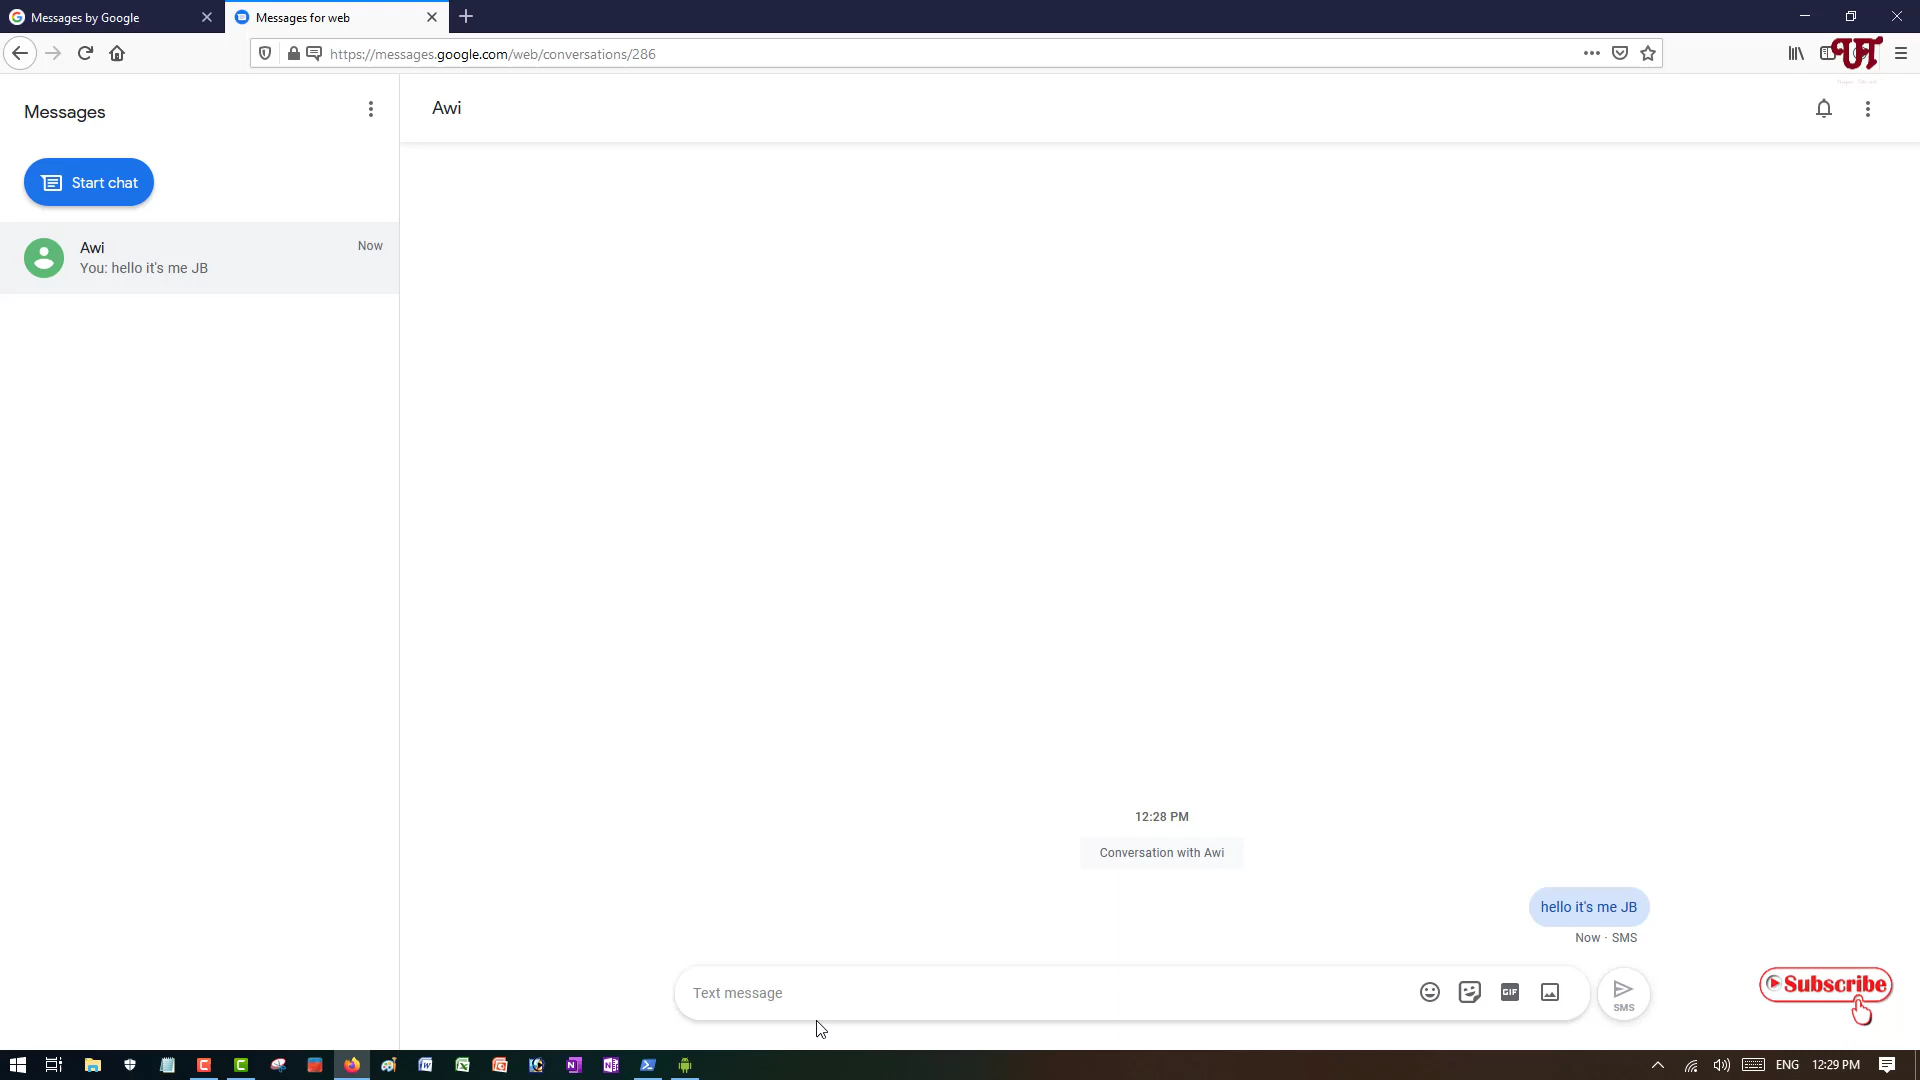 Messages by Google
Messages for web
https://messages.google.com/web/conversations/286
Messages
Awi
Start chat
Awi
Now
You: hello it's me JB
12:28 PM
Conversation with Awi
hello it's me JB
Now · SMS
Text message
GIF
SMS
Subscribe
ENG
12:29 PM